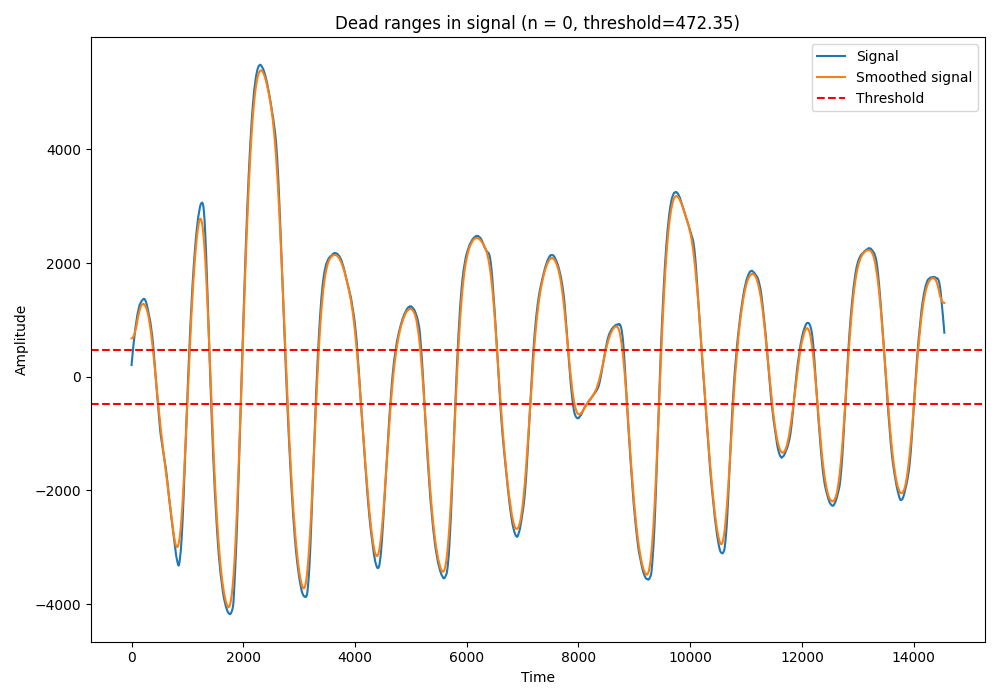 Dead ranges in signal (n = 0, threshold=472.35)
Signal
Smoothed signal
Threshold
Amplitude
4000
2000
0
−2000
−4000
0 2000 4000 6000 8000 10000 12000 14000
Time